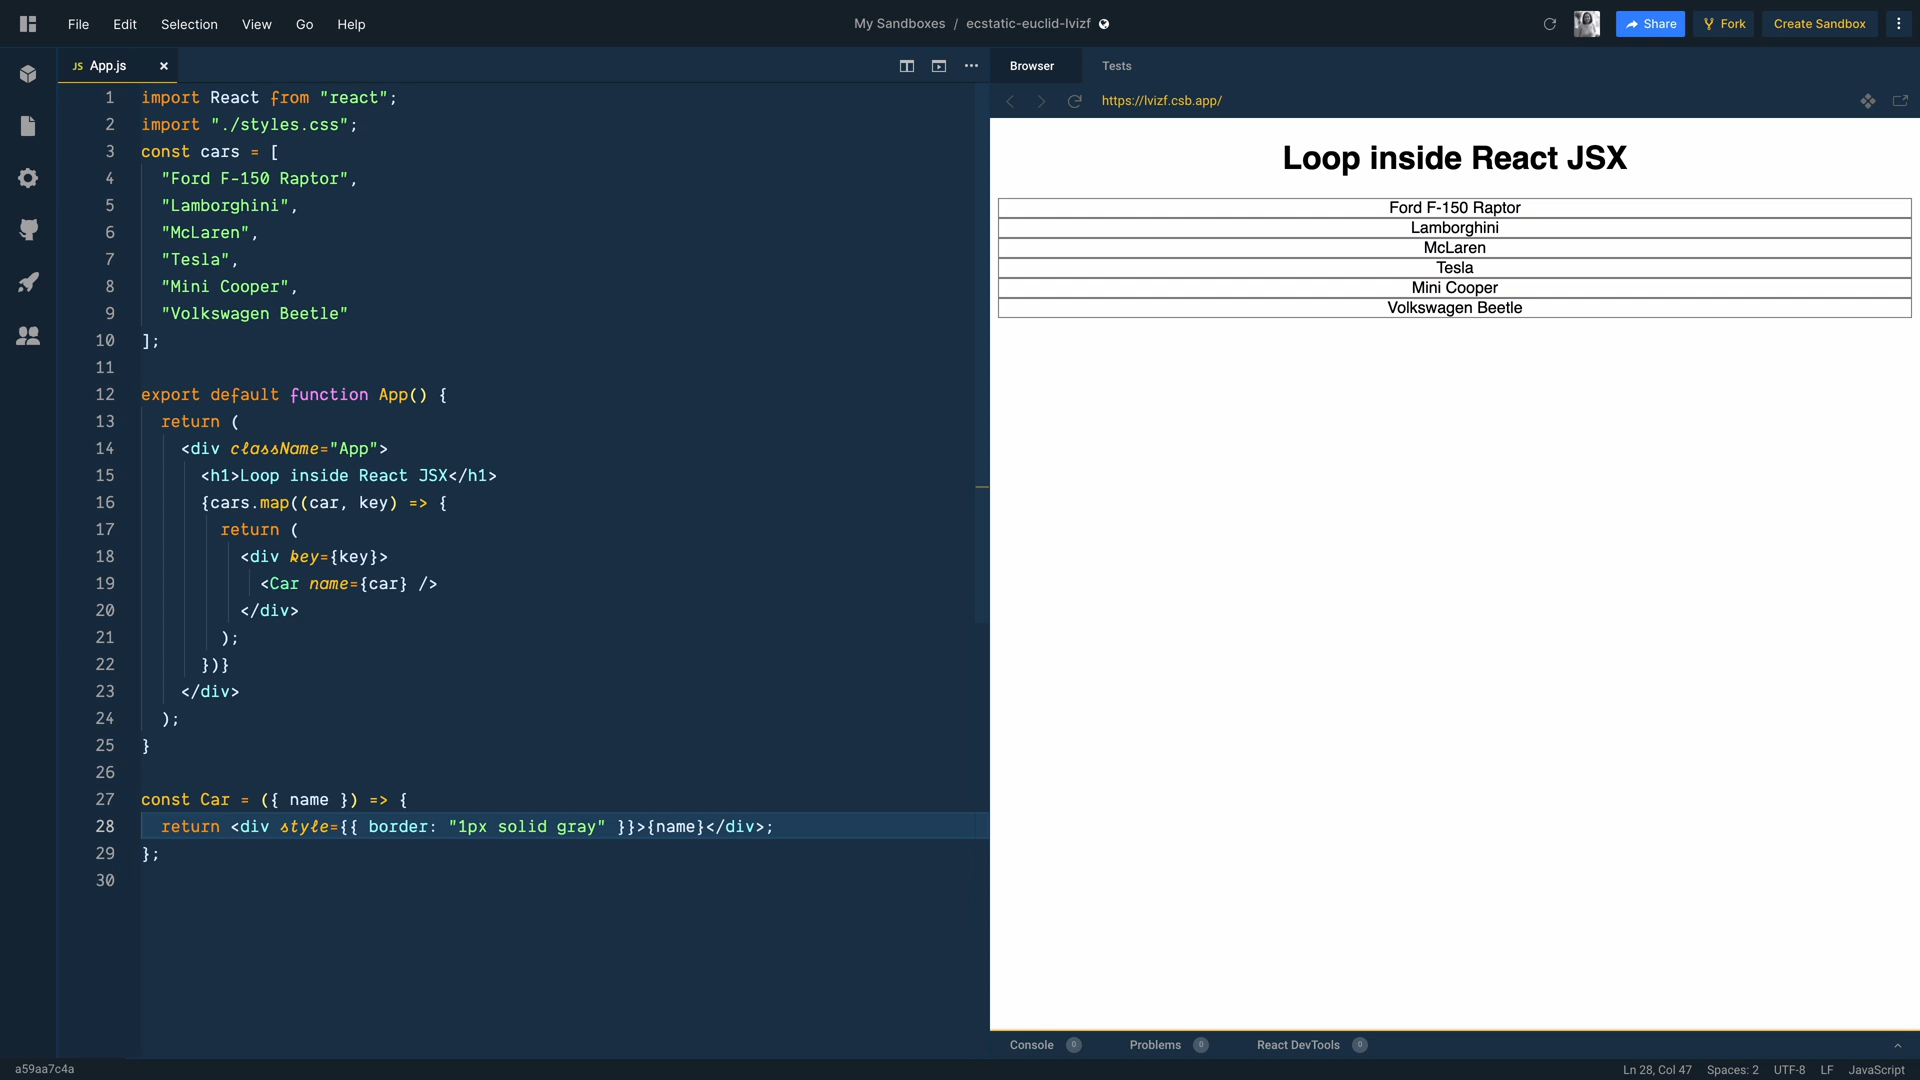 File Edit Selection View Go Help
My Sandboxes / ecstatic-euclid-lvizf
Share
Fork
Create Sandbox
JS App.js
1 import React from "react";
2 import "./styles.css";
3 const cars = [
4 "Ford F-150 Raptor",
5 "Lamborghini",
6 "McLaren",
7 "Tesla",
8 "Mini Cooper",
9 "Volkswagen Beetle"
10 ];
11
12 export default function App() {
13 return (
14 <div className="App">
15 <h1>Loop inside React JSX</h1>
16 {cars.map((car, key) => {
17 return (
18 <div key={key}>
19 <Car name={car} />
20 </div>
21 );
22 })}
23 </div>
24 );
25 }
26
27 const Car = ({ name }) => {
28 return <div style={{ border: "1px solid gray" }}>{name}</div>;
29 };
30
Browser Tests
https://lvizf.csb.app/
Loop inside React JSX
Ford F-150 Raptor
Lamborghini
McLaren
Tesla
Mini Cooper
Volkswagen Beetle
Console 0 Problems 0 React DevTools 0
a59aa7c4a
Ln 28, Col 47 Spaces: 2 UTF-8 LF JavaScript